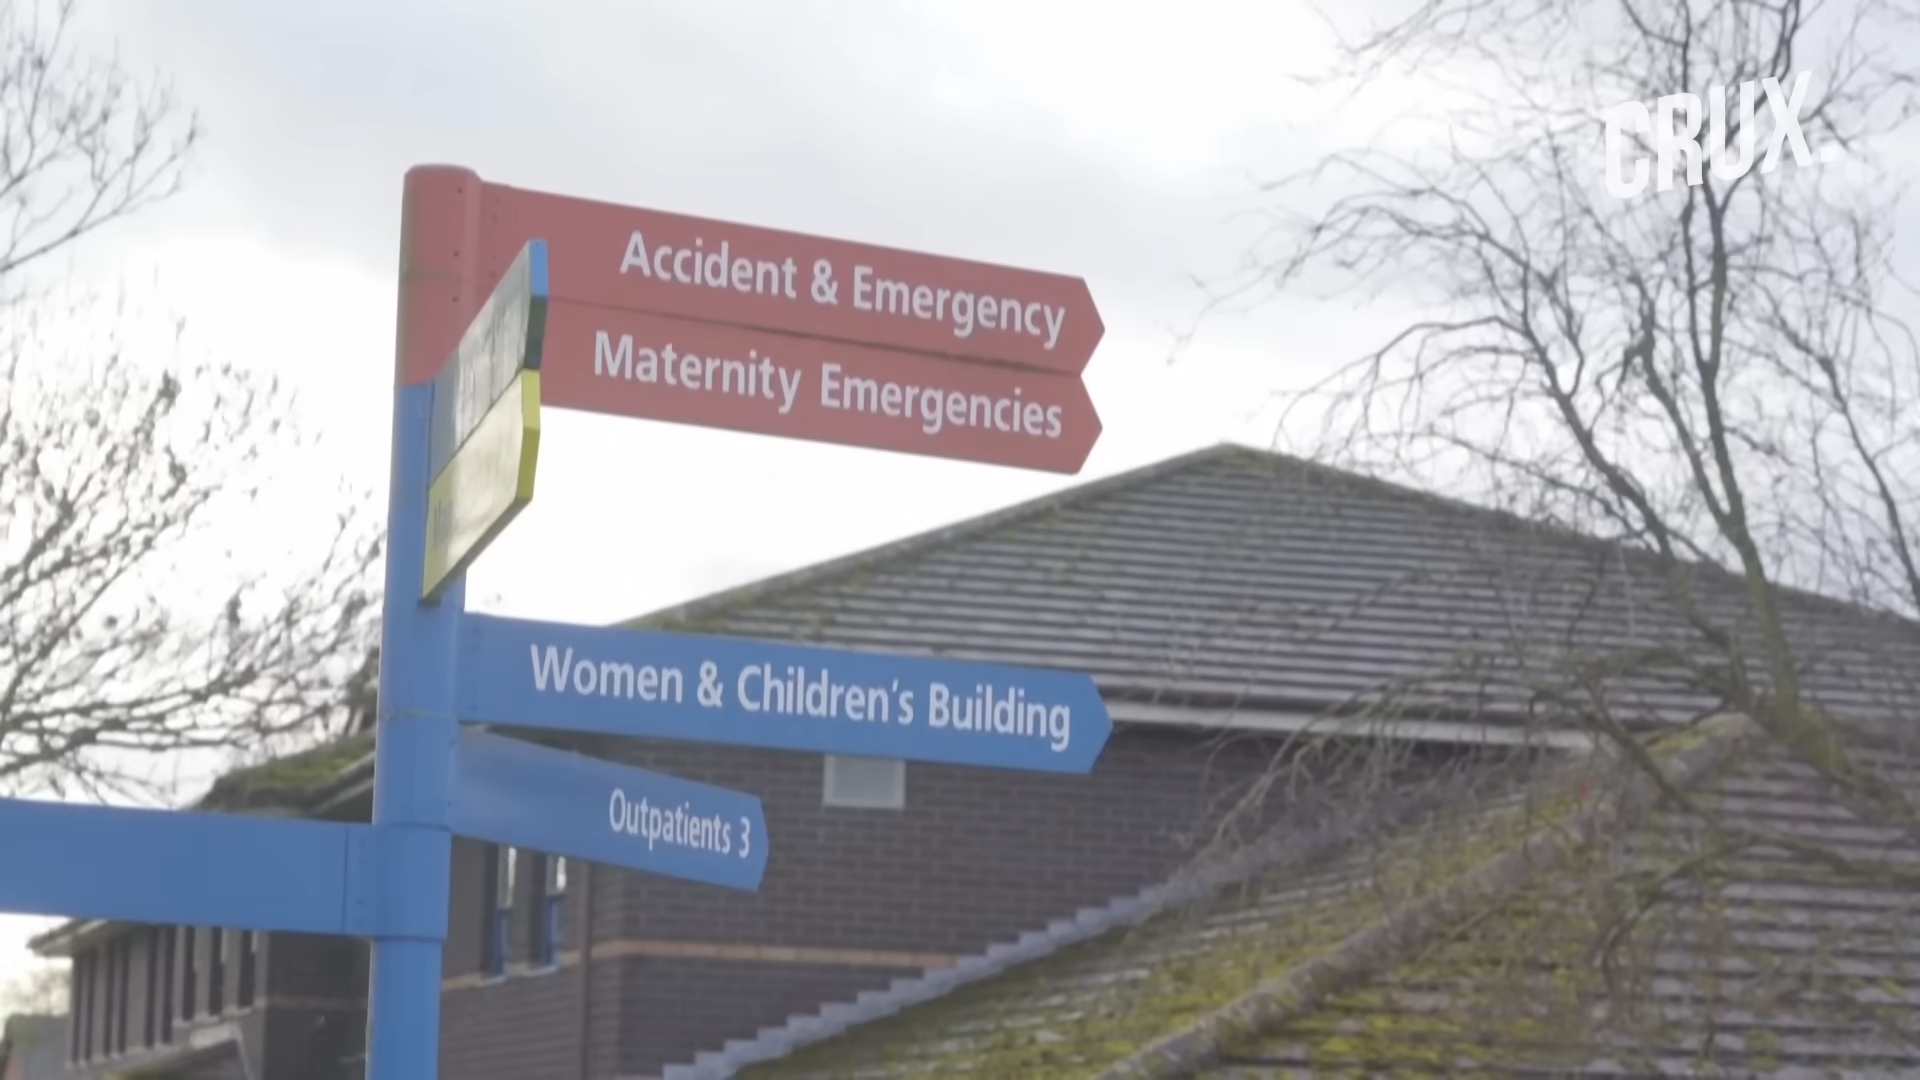 CRUX.
Accident & Emergency
Maternity Emergencies
Women & Children's Building
Outpatients 3